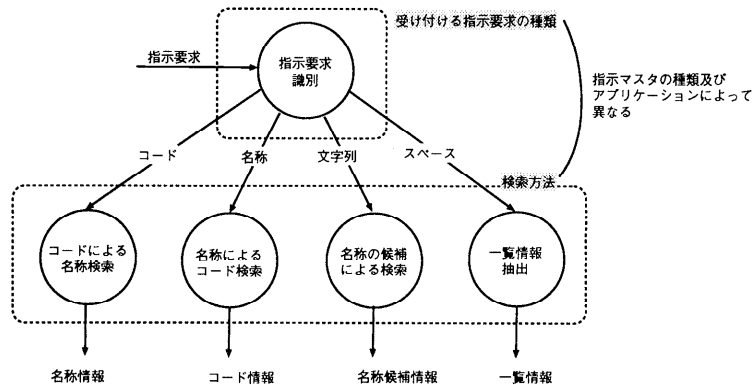 受け付ける指示要求の種類
指示要求
指示要求
識別
指示マスタの種類及び
アプリケーションによって
異なる
コード
名称
文字列
スペース
検索方法
コードによる
名称検索
名称による
コード検索
名称の候補
による検索
一覧情報
抽出
名称情報
コード情報
名称候補情報
一覧情報